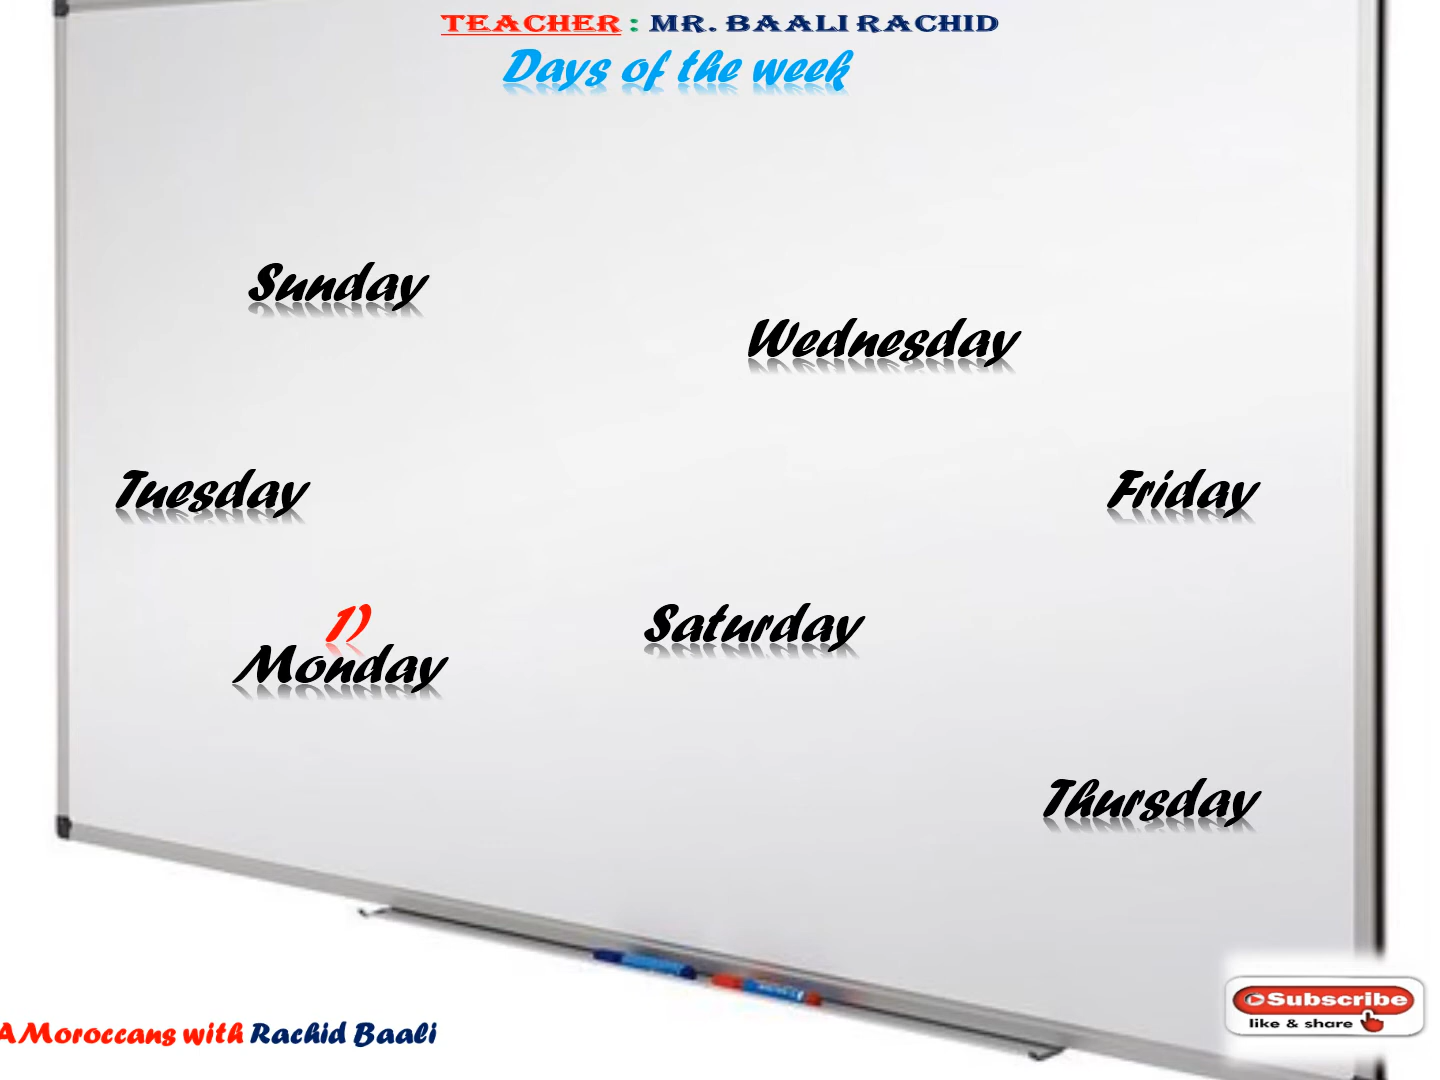 TEACHER : MR. BAALI RACHID
Days of the week
Sunday
Wednesday
Tuesday
Friday
1)
Monday
Saturday
Thursday
Subscribe
like & share
A Moroccans with Rachid Baali